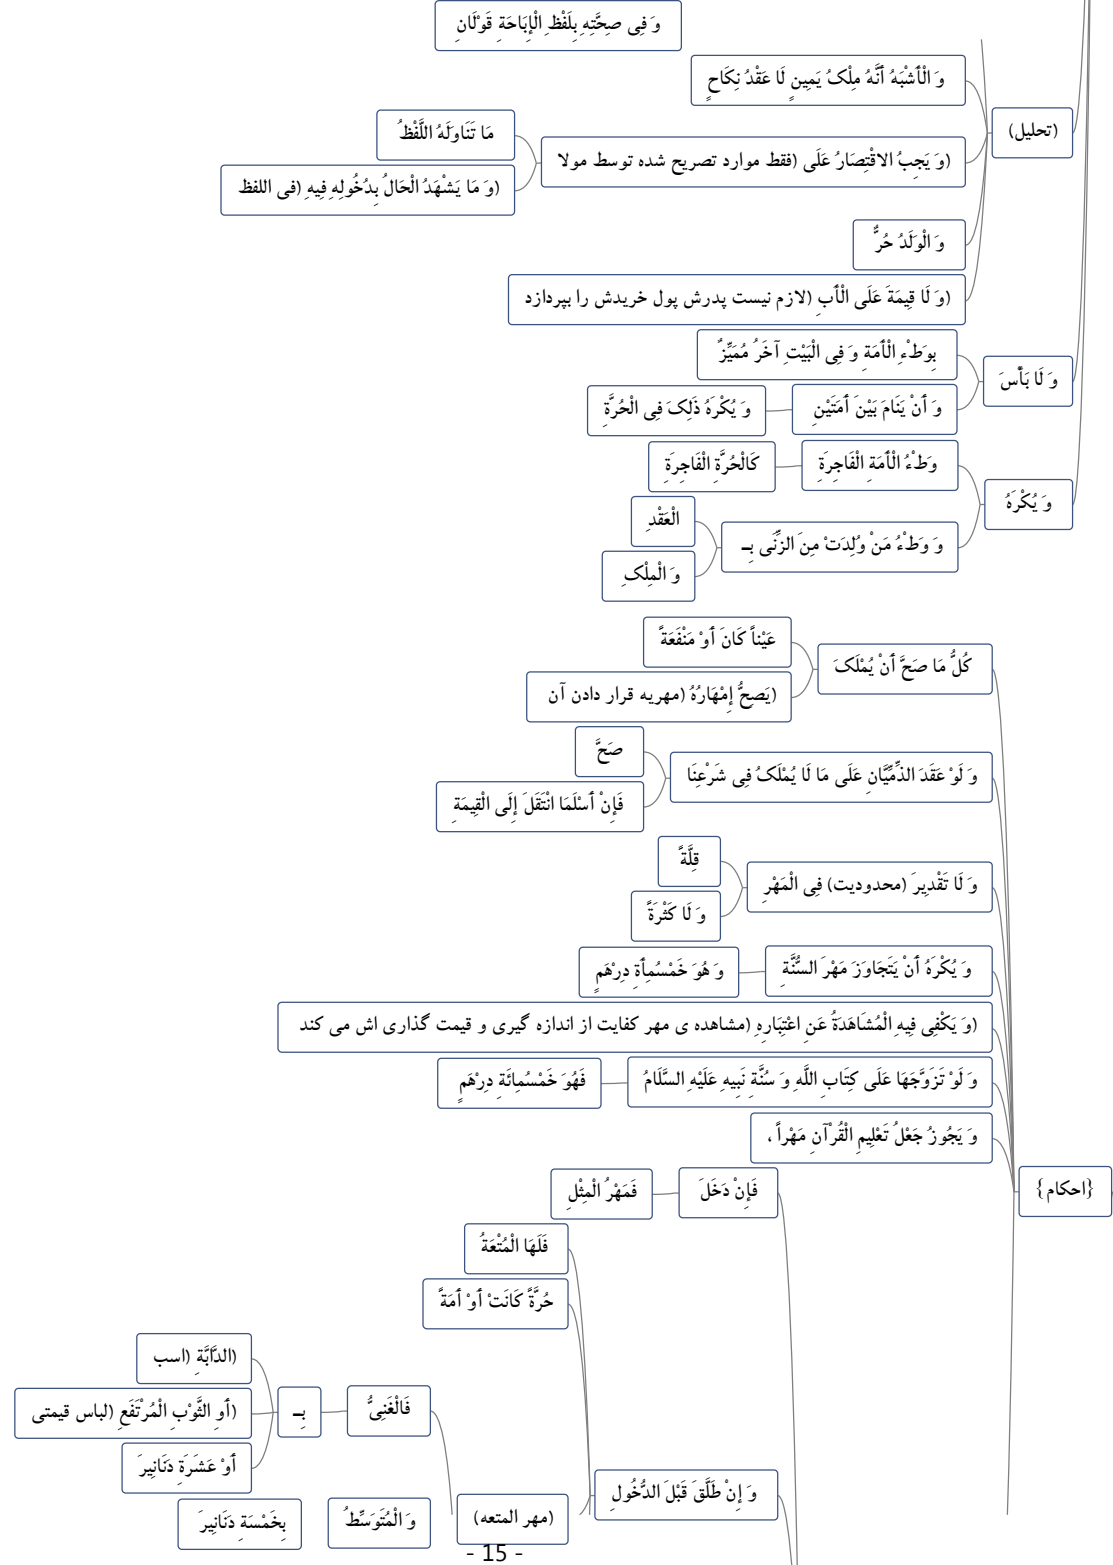 وَ فِی صِحَّتِهِ بِلَفْظِ الْإِبَاحَةِ قَوْلَانِ
(تحلیل)
وَ الْأَشْبَهُ أَنَّهُ مِلْکُ یَمِینٍ لَا عَقْدُ نِکَاحٍ
(وَ یَجِبُ الاقْتِصَارُ عَلَی (فقط موارد تصریح شده توسط مولا
مَا تَنَاوَلَهُ اللَّفْظُ
(وَ مَا یَشْهَدُ الْحَالُ بِدُخُولِهِ فِیهِ (فی اللفظ
وَ الْوَلَدُ حُرٌّ
(وَ لَا قِیمَةَ عَلَی الْأَبِ (لازم نیست پدرش پول خریدش را بپردازد
وَ لَا بَأْسَ
بِوَطْءِ الْأَمَةِ وَ فِی الْبَیْتِ آخَرُ مُمَیِّزٌ
وَ أَنْ یَنَامَ بَیْنَ أَمَتَیْنِ
وَ یُکْرَهُ ذَلِکَ فِی الْحُرَّةِ
وَ یُکْرَهُ
وَطْءُ الْأَمَةِ الْفَاجِرَةِ
کَالْحُرَّةِ الْفَاجِرَةِ
وَ وَطْءُ مَنْ وُلِدَتْ مِنَ الزِّنَی بِـ
الْعَقْدِ
وَ الْمِلْکِ
{احکام}
کُلُّ مَا صَحَّ أَنْ یُمْلَکَ
عَیْناً کَانَ أَوْ مَنْفَعَةً
(یَصِحُّ إِمْهَارُهُ (مهریه قرار دادن آن
وَ لَوْ عَقَدَ الذِّمِّیَّانِ عَلَی مَا لَا یُمْلَکُ فِی شَرْعِنَا
صَحَّ
فَإِنْ أَسْلَمَا انْتَقَلَ إِلَی الْقِیمَةِ
وَ لَا تَقْدِیرَ (محدودیت) فِی الْمَهْرِ
قِلَّةً
وَ لَا کَثْرَةً
وَ یُکْرَهُ أَنْ یَتَجَاوَزَ مَهْرَ السُّنَّةِ
وَ هُوَ خَمْسُمِأَةِ دِرْهَمٍ
(وَ یَکْفِی فِیهِ الْمُشَاهَدَةُ عَنِ اعْتِبَارِهِ (مشاهده ی مهر کفایت از اندازه گیری و قیمت گذاری اش می کند
وَ لَوْ تَزَوَّجَهَا عَلَی کِتَابِ اللَّهِ وَ سُنَّةِ نَبِیهِ عَلَیْهِ السَّلَامُ
فَهُوَ خَمْسُمِائَةِ دِرْهَمٍ
وَ یَجُوزُ جَعْلُ تَعْلِیمِ الْقُرْآنِ مَهْراً ،
فَإِنْ دَخَلَ
فَمَهْرُ الْمِثْلِ
وَ إِنْ طَلَّقَ قَبْلَ الدُّخُولِ
فَلَهَا الْمُتْعَةُ
حُرَّةً کَانَتْ أَوْ أَمَةً
(مهر المتعه)
فَالْغَنِیُّ
بِـ
(الدَّابَّةِ (اسب
(أَوِ الثَّوْبِ الْمُرْتَفَعِ (لباس قیمتی
أَوْ عَشَرَةِ دَنَانِیرَ
وَ الْمُتَوَسِّطُ
بِخَمْسَةِ دَنَانِیرَ
- 15 -